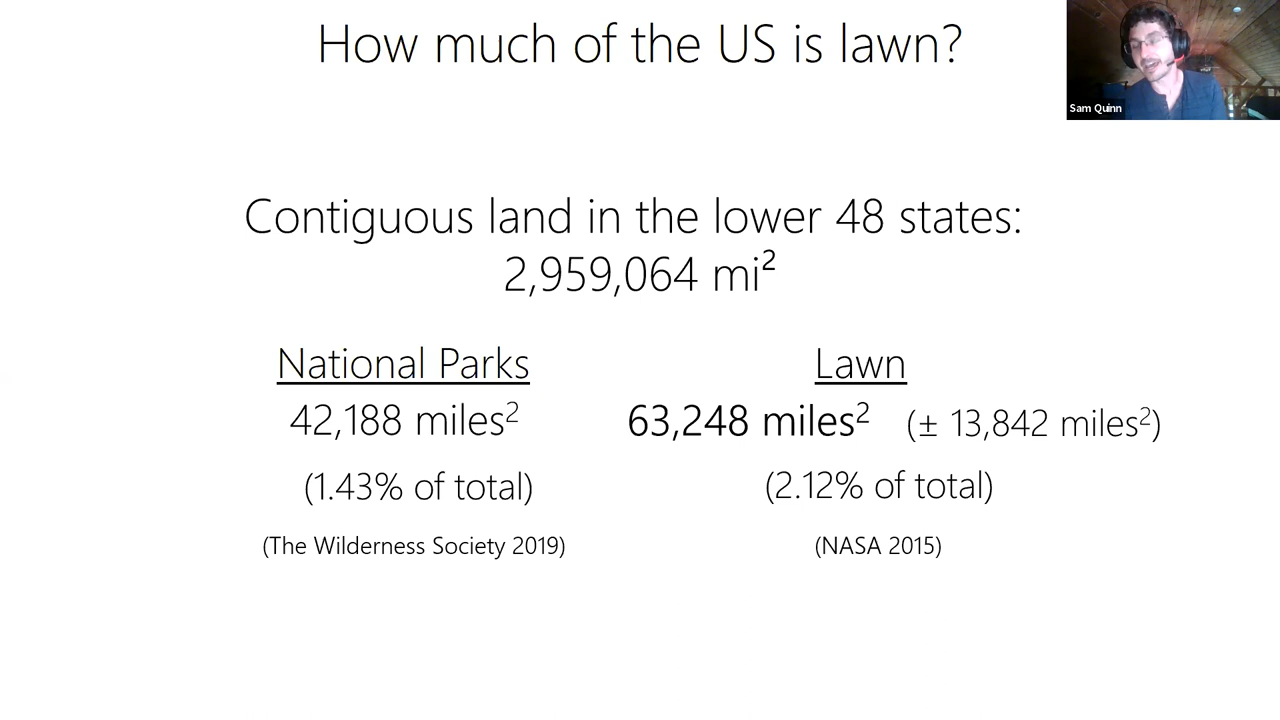 How much of the US is lawn?
Sam Quinn
Contiguous land in the lower 48 states:
2,959,064 mi²
National Parks
42,188 miles²
(1.43% of total)
(The Wilderness Society 2019)
Lawn
63,248 miles² (± 13,842 miles²)
(2.12% of total)
(NASA 2015)